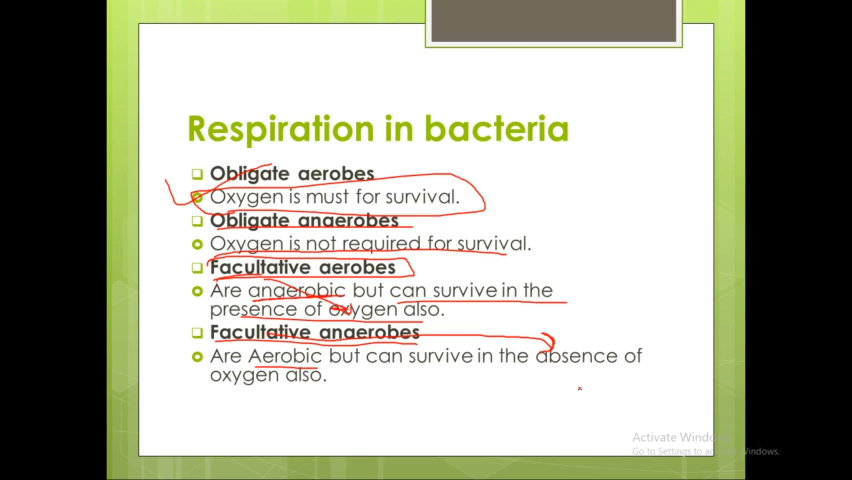 Respiration in bacteria
Obligate aerobes
Oxygen is must for survival.
Obligate anaerobes
Oxygen is not required for survival.
Facultative aerobes
Are anaerobic but can survive in the
presence of oxygen also.
Facultative anaerobes
Are Aerobic but can survive in the absence of
oxygen also.
Activate Windows
Go to Settings to activate Windows.